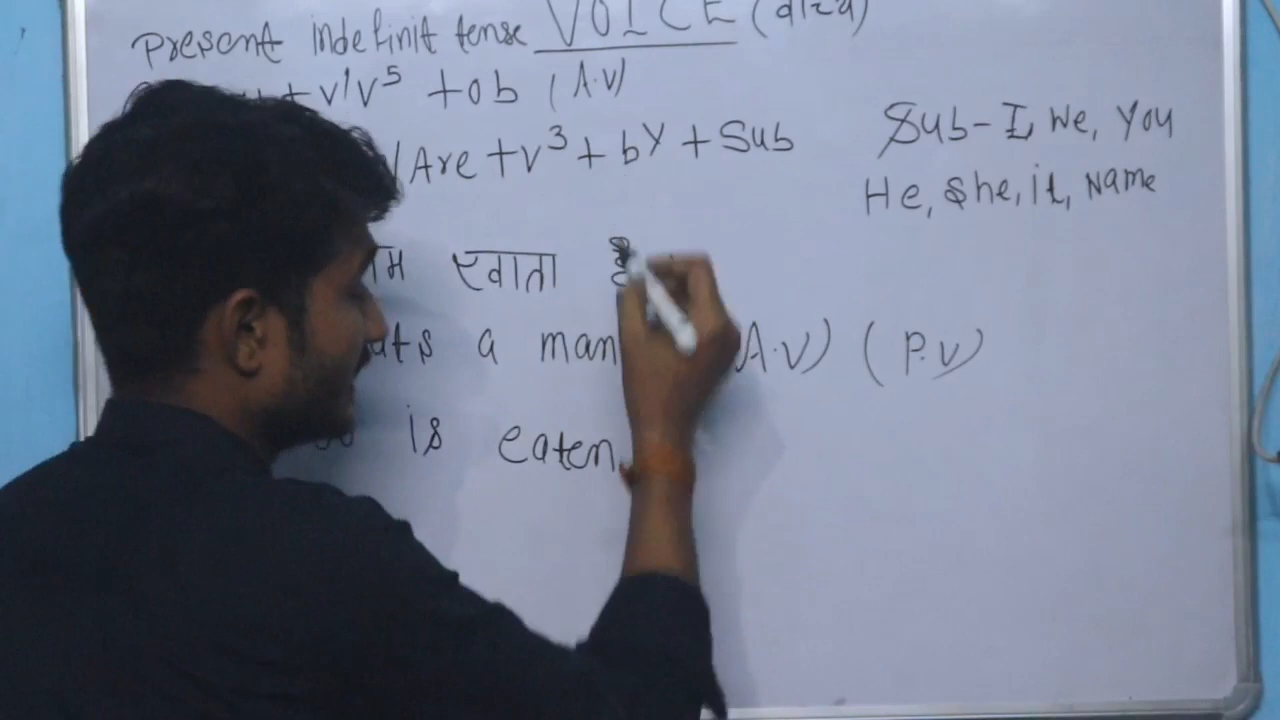 Present indefinit tense VOICE (वाच्य)
+ v1/v5 + ob (A.V)
/Are + v3 + by + Sub
Sub - I, We, You
He, She, it, Name
खाता
a man A.V) (P.V)
is eaten